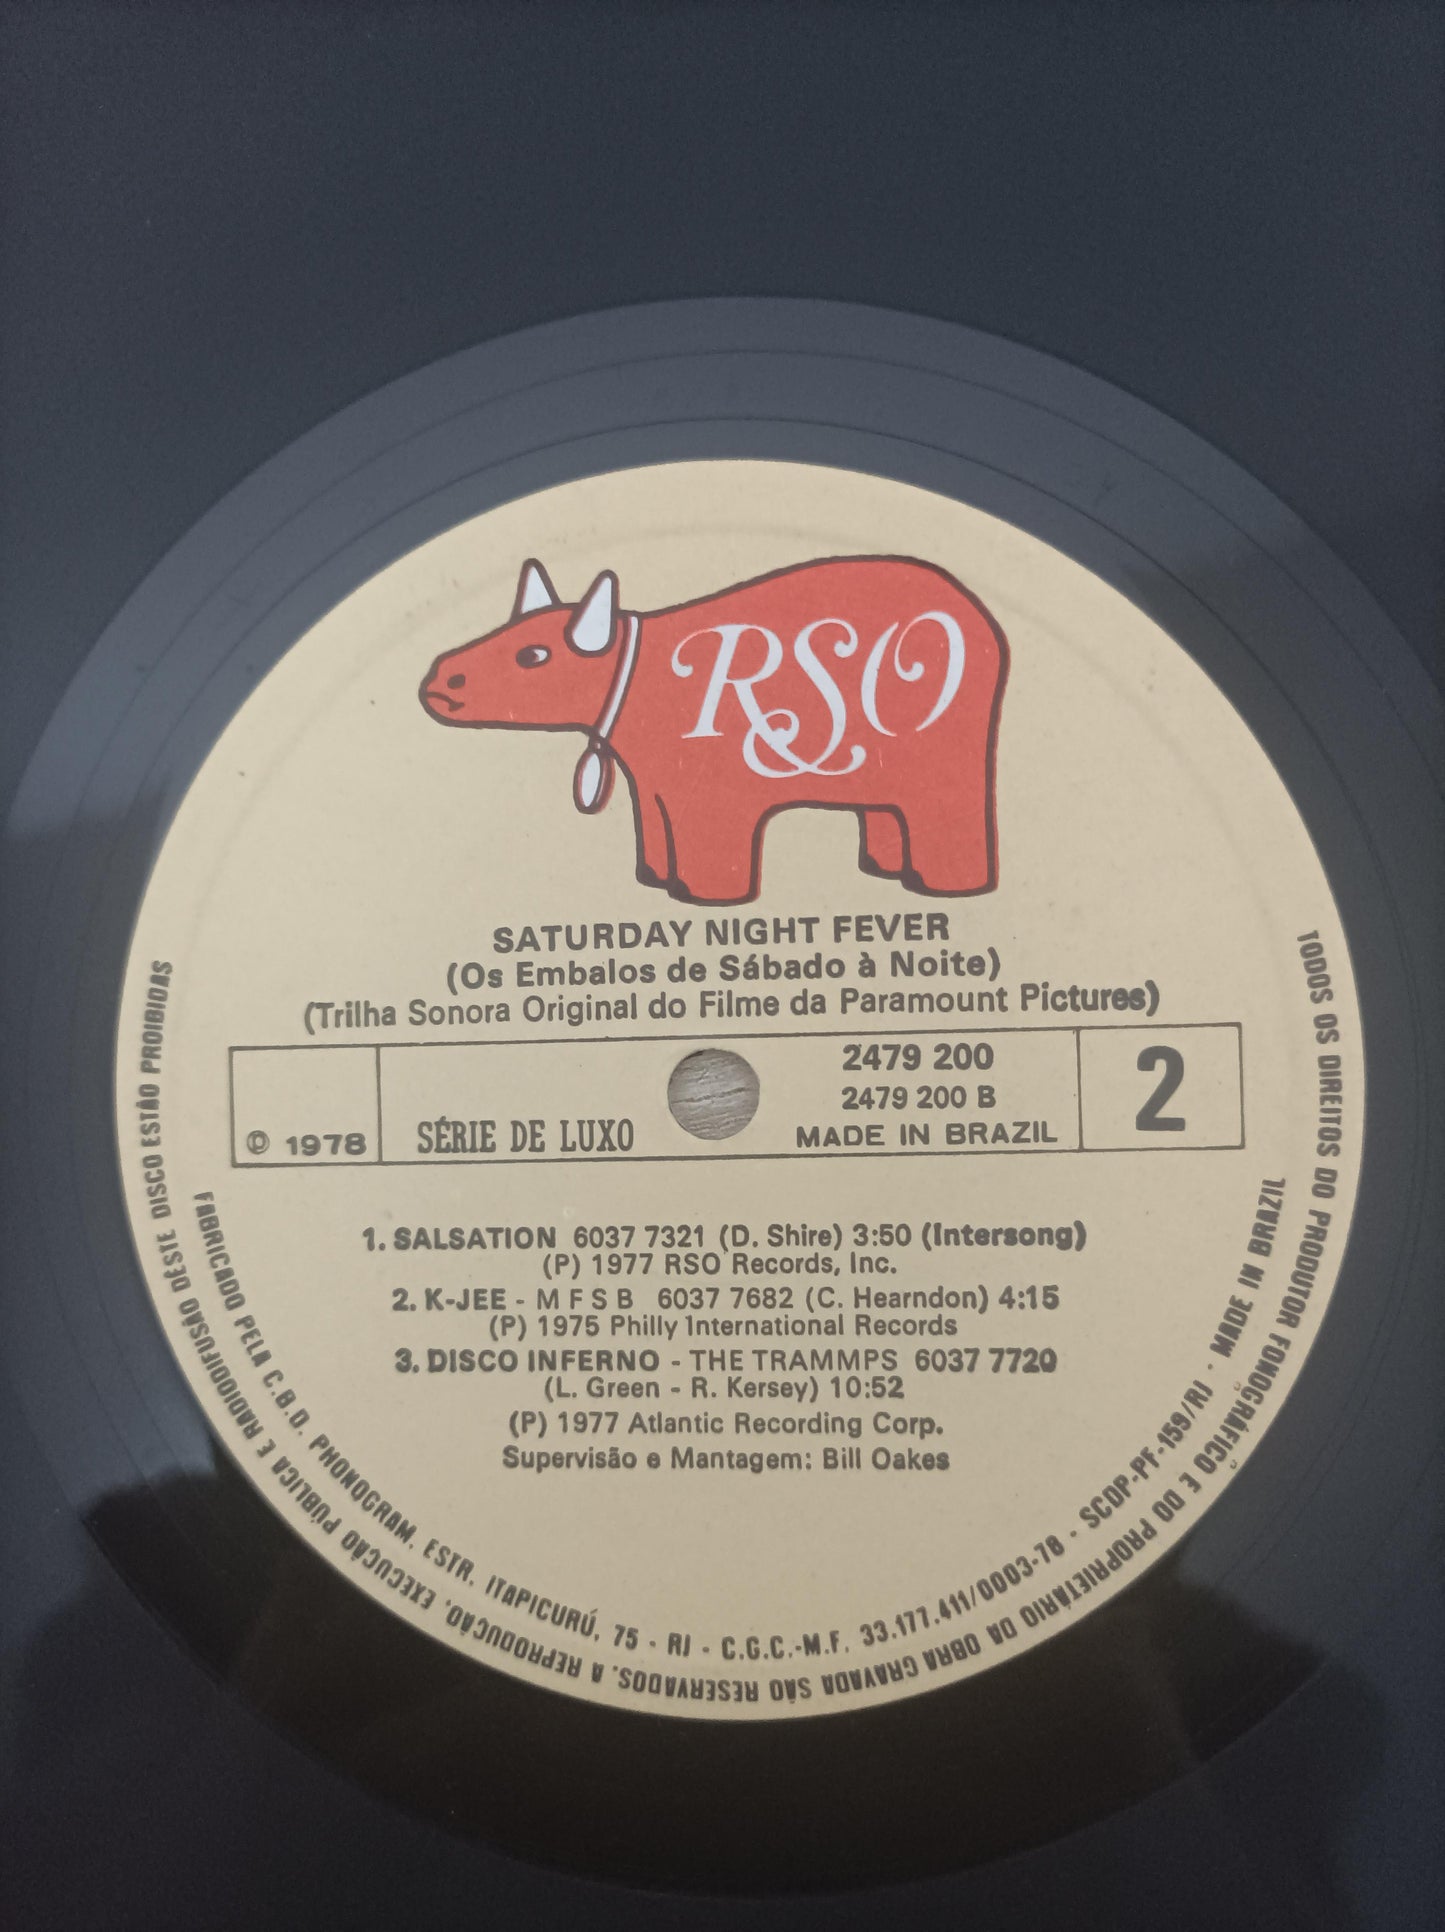 RSO
SATURDAY NIGHT FEVER
(Os Embalos de Sábado à Noite)
(Trilha Sonora Original do Filme da Paramount Pictures)
℗ 1978
SÉRIE DE LUXO
2479 200
2479 200 B
MADE IN BRAZIL
2
1. SALSATION 6037 7321 (D. Shire) 3:50 (Intersong)
(P) 1977 RSO Records, Inc.
2. K-JEE - M F S B 6037 7682 (C. Hearndon) 4:15
(P) 1975 Philly International Records
3. DISCO INFERNO - THE TRAMMPS 6037 7720
(L. Green - R. Kersey) 10:52
(P) 1977 Atlantic Recording Corp.
Supervisão e Mantagem: Bill Oakes
FABRICADO PELA C.B.D. PHONOGRAM. ESTR. ITAPICURÚ, 75 - RJ - C.G.C.-M.F. 33.177.411/0003-78 - SCDP-PF-159/RJ - MADE IN BRAZIL
TODOS OS DIREITOS DO PRODUTOR FONOGRÁFICO E DO PROPRIETÁRIO DA OBRA GRAVADA SÃO RESERVADOS. A REPRODUÇÃO, EXECUÇÃO PÚBLICA E RADIODIFUSÃO DESTE DISCO ESTÃO PROIBIDAS